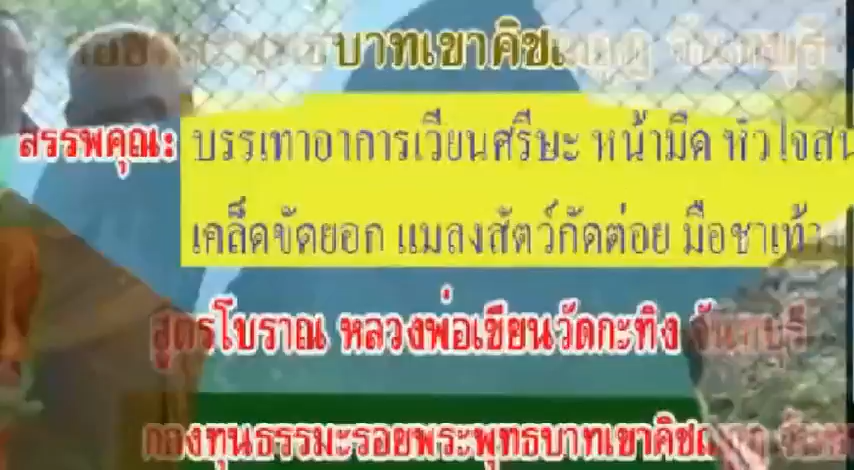 บาทเขาคิช
สรรพคุณ: บรรเทาอาการเวียนศรีษะ หน้ามืด หัวใจสั่น
เคล็ดขัดยอก แมลงสัตว์กัดต่อย มือชาเท้า
สูตรโบราณ หลวงพ่อเขียนวัดกะทิง จันทบุรี
กองทุนธรรมะรอยพระพุทธบาทเขาคิชฌกูฏ